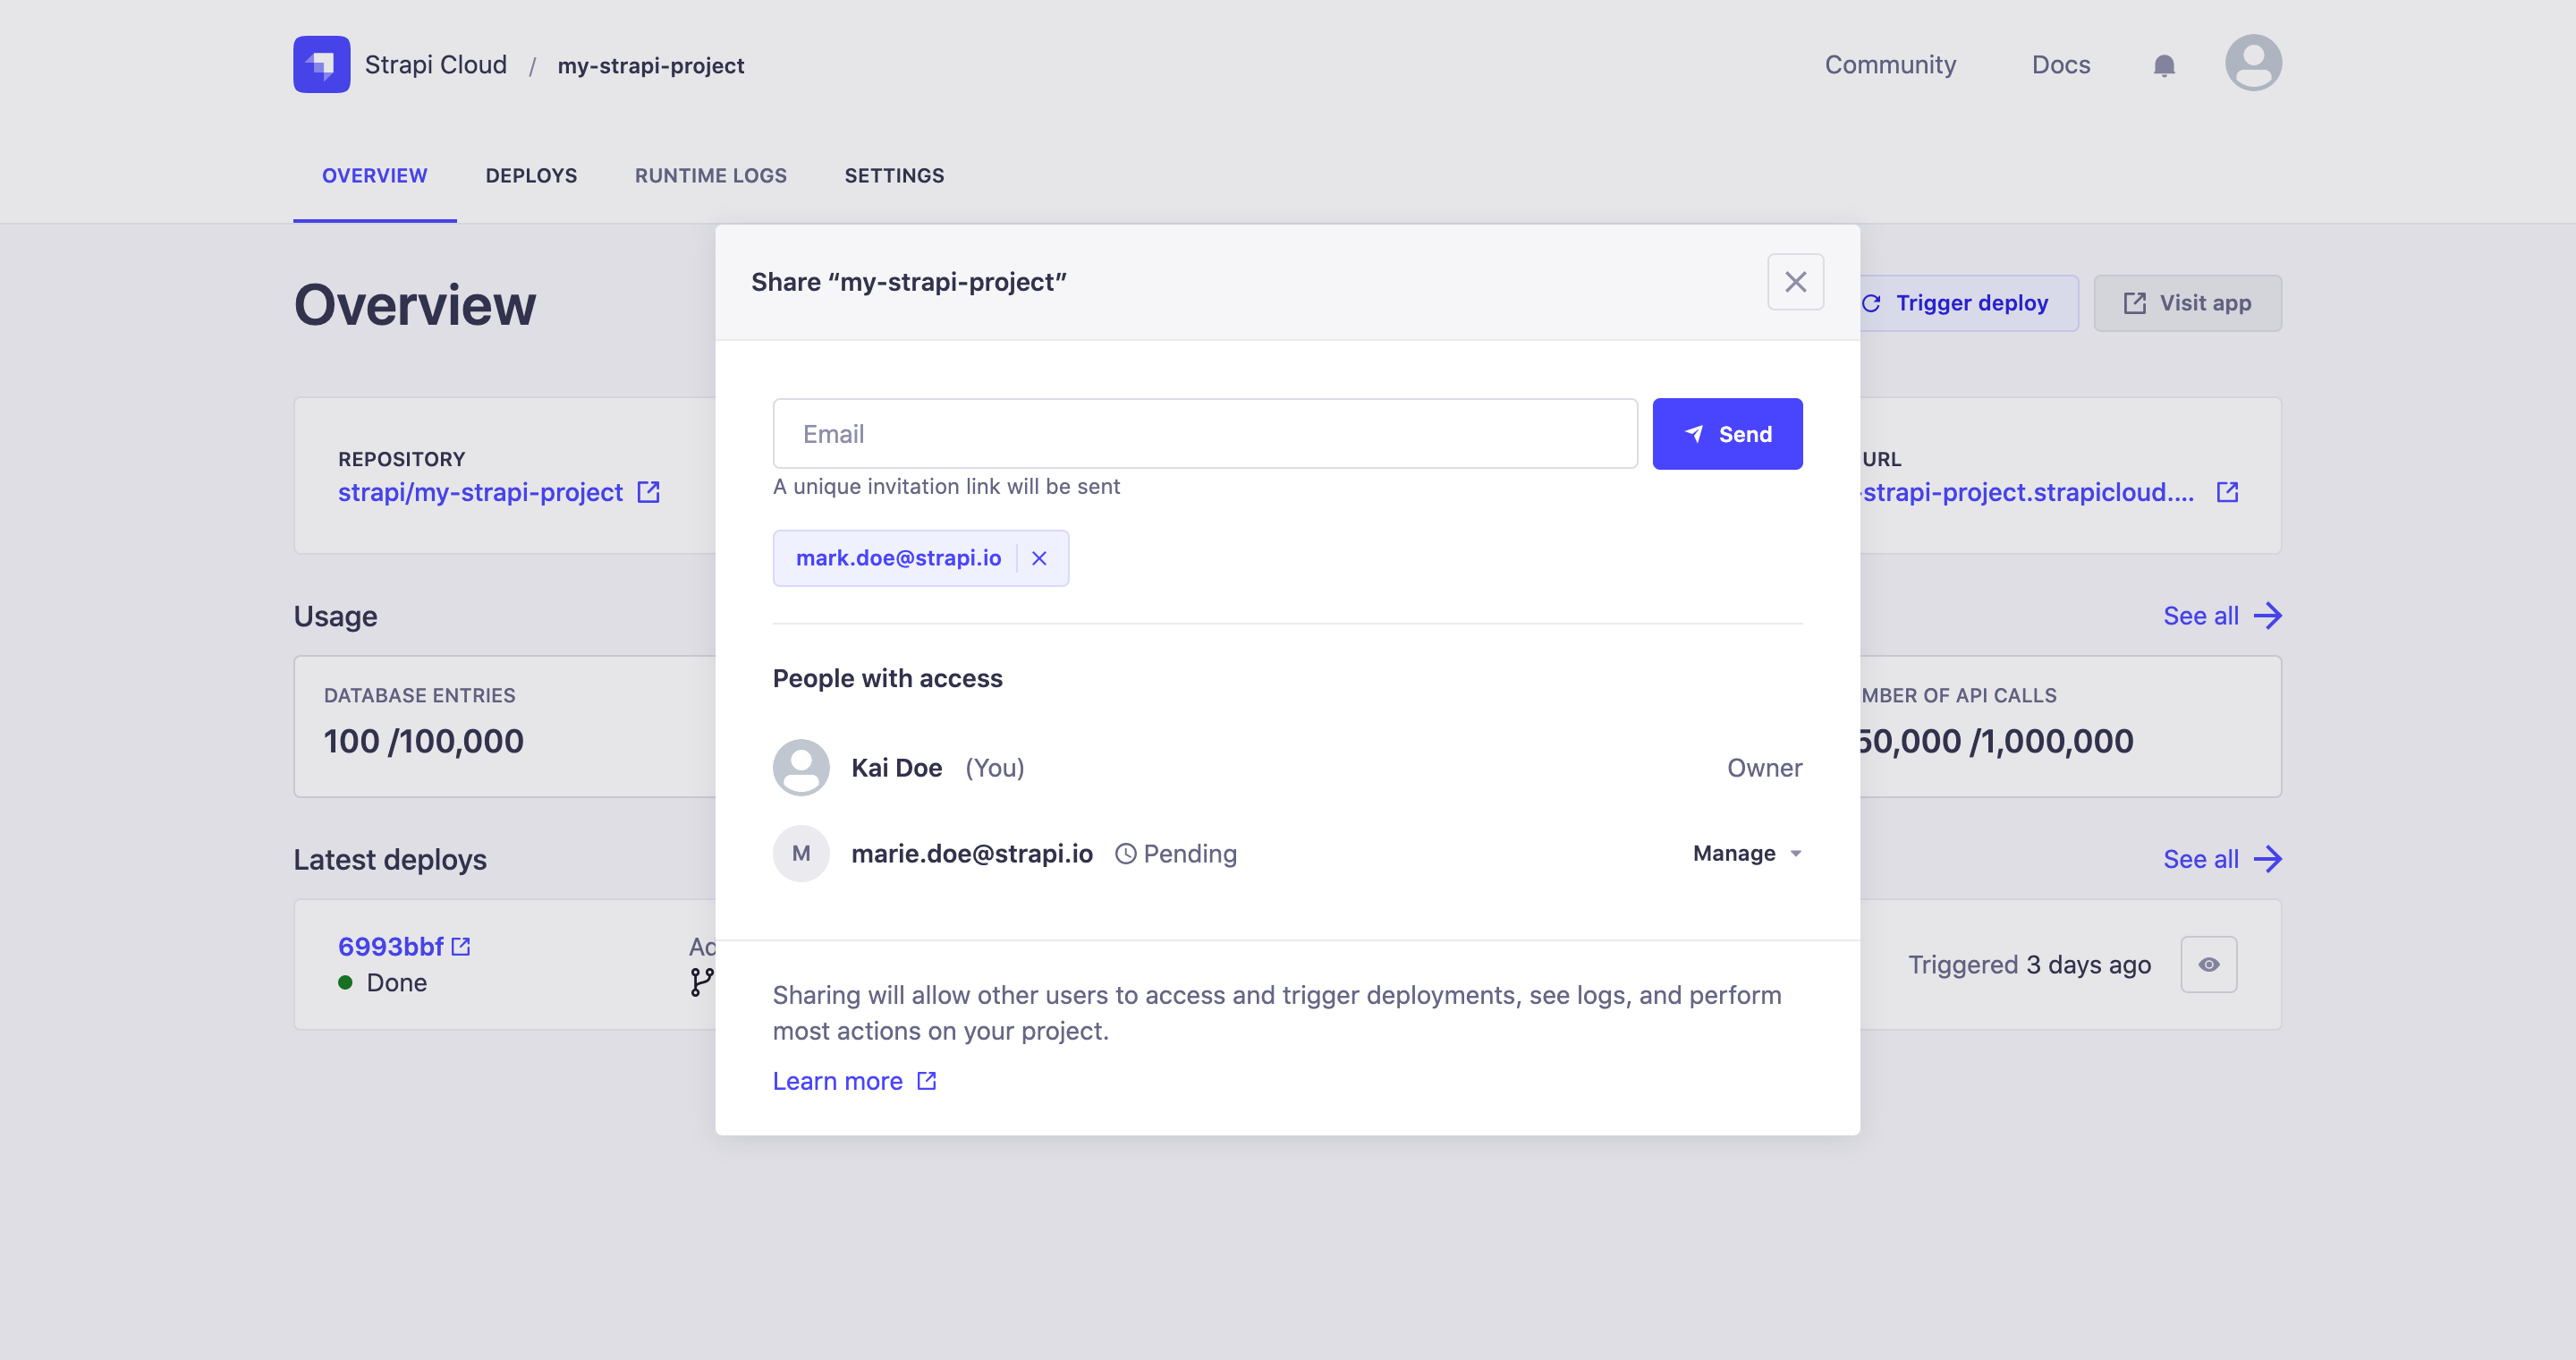 Strapi Cloud / my-strapi-project
Community
Docs
OVERVIEW
DEPLOYS
RUNTIME LOGS
SETTINGS
Overview
Trigger deploy
Visit app
Share “my-strapi-project”
Email
Send
A unique invitation link will be sent
mark.doe@strapi.io
People with access
Kai Doe (You)
Owner
M
marie.doe@strapi.io
Pending
Manage
Sharing will allow other users to access and trigger deployments, see logs, and perform
most actions on your project.
Learn more
REPOSITORY
strapi/my-strapi-project
URL
-strapi-project.strapicloud....
Usage
See all
DATABASE ENTRIES
100 /100,000
MBER OF API CALLS
50,000 /1,000,000
Latest deploys
See all
6993bbf
Done
Triggered 3 days ago